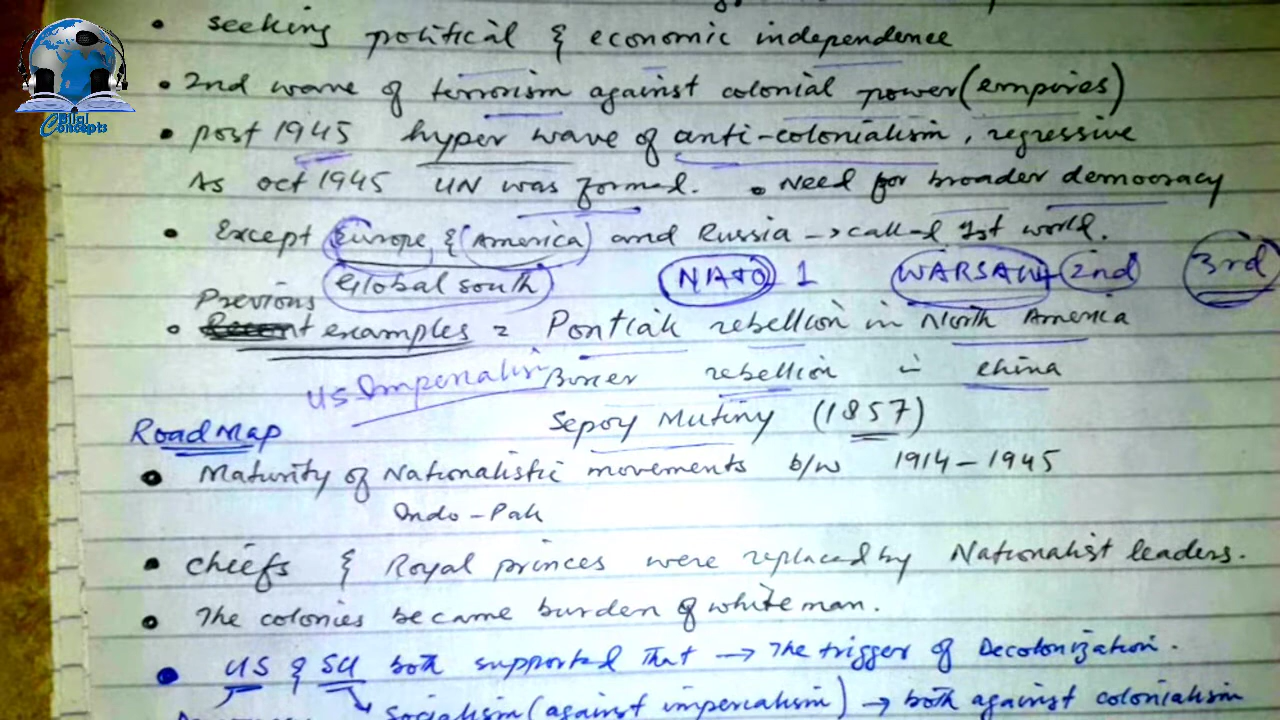 • seeking political & economic independence
• 2nd wave of terrorism against colonial power (empires)
• post 1945 hyper wave of anti-colonialism, regressive
As oct 1945 UN was formed. • Need for broader democracy
• Except Europe & (America) and Russia → called 1st world.
Global south NATO 1 WARSAW - 2nd 3rd
Previous
• examples = Pontiak rebellion in North America
US Imperialism Boxer rebellion in china
Sepoy Mutiny (1857)
Road Map
• Maturity of Nationalistic movements b/w 1914 - 1945
Indo - Pak
• Chiefs & Royal princes were replaced by Nationalist leaders.
• The colonies became burden of white man.
• US & SU both supported that → The trigger of Decolonization.
Socialism (against imperialism) → both against colonialism
Bilal
Concepts